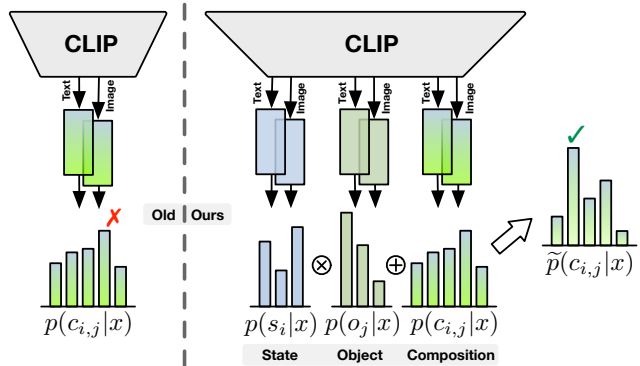 CLIP
CLIP
Text Image
Text Image Text Image Text Image
✗
✓
Old Ours
⊗ ⊕
p(c_{i,j}|x)
p(s_i|x) p(o_j|x) p(c_{i,j}|x)
p̃(c_{i,j}|x)
State Object Composition